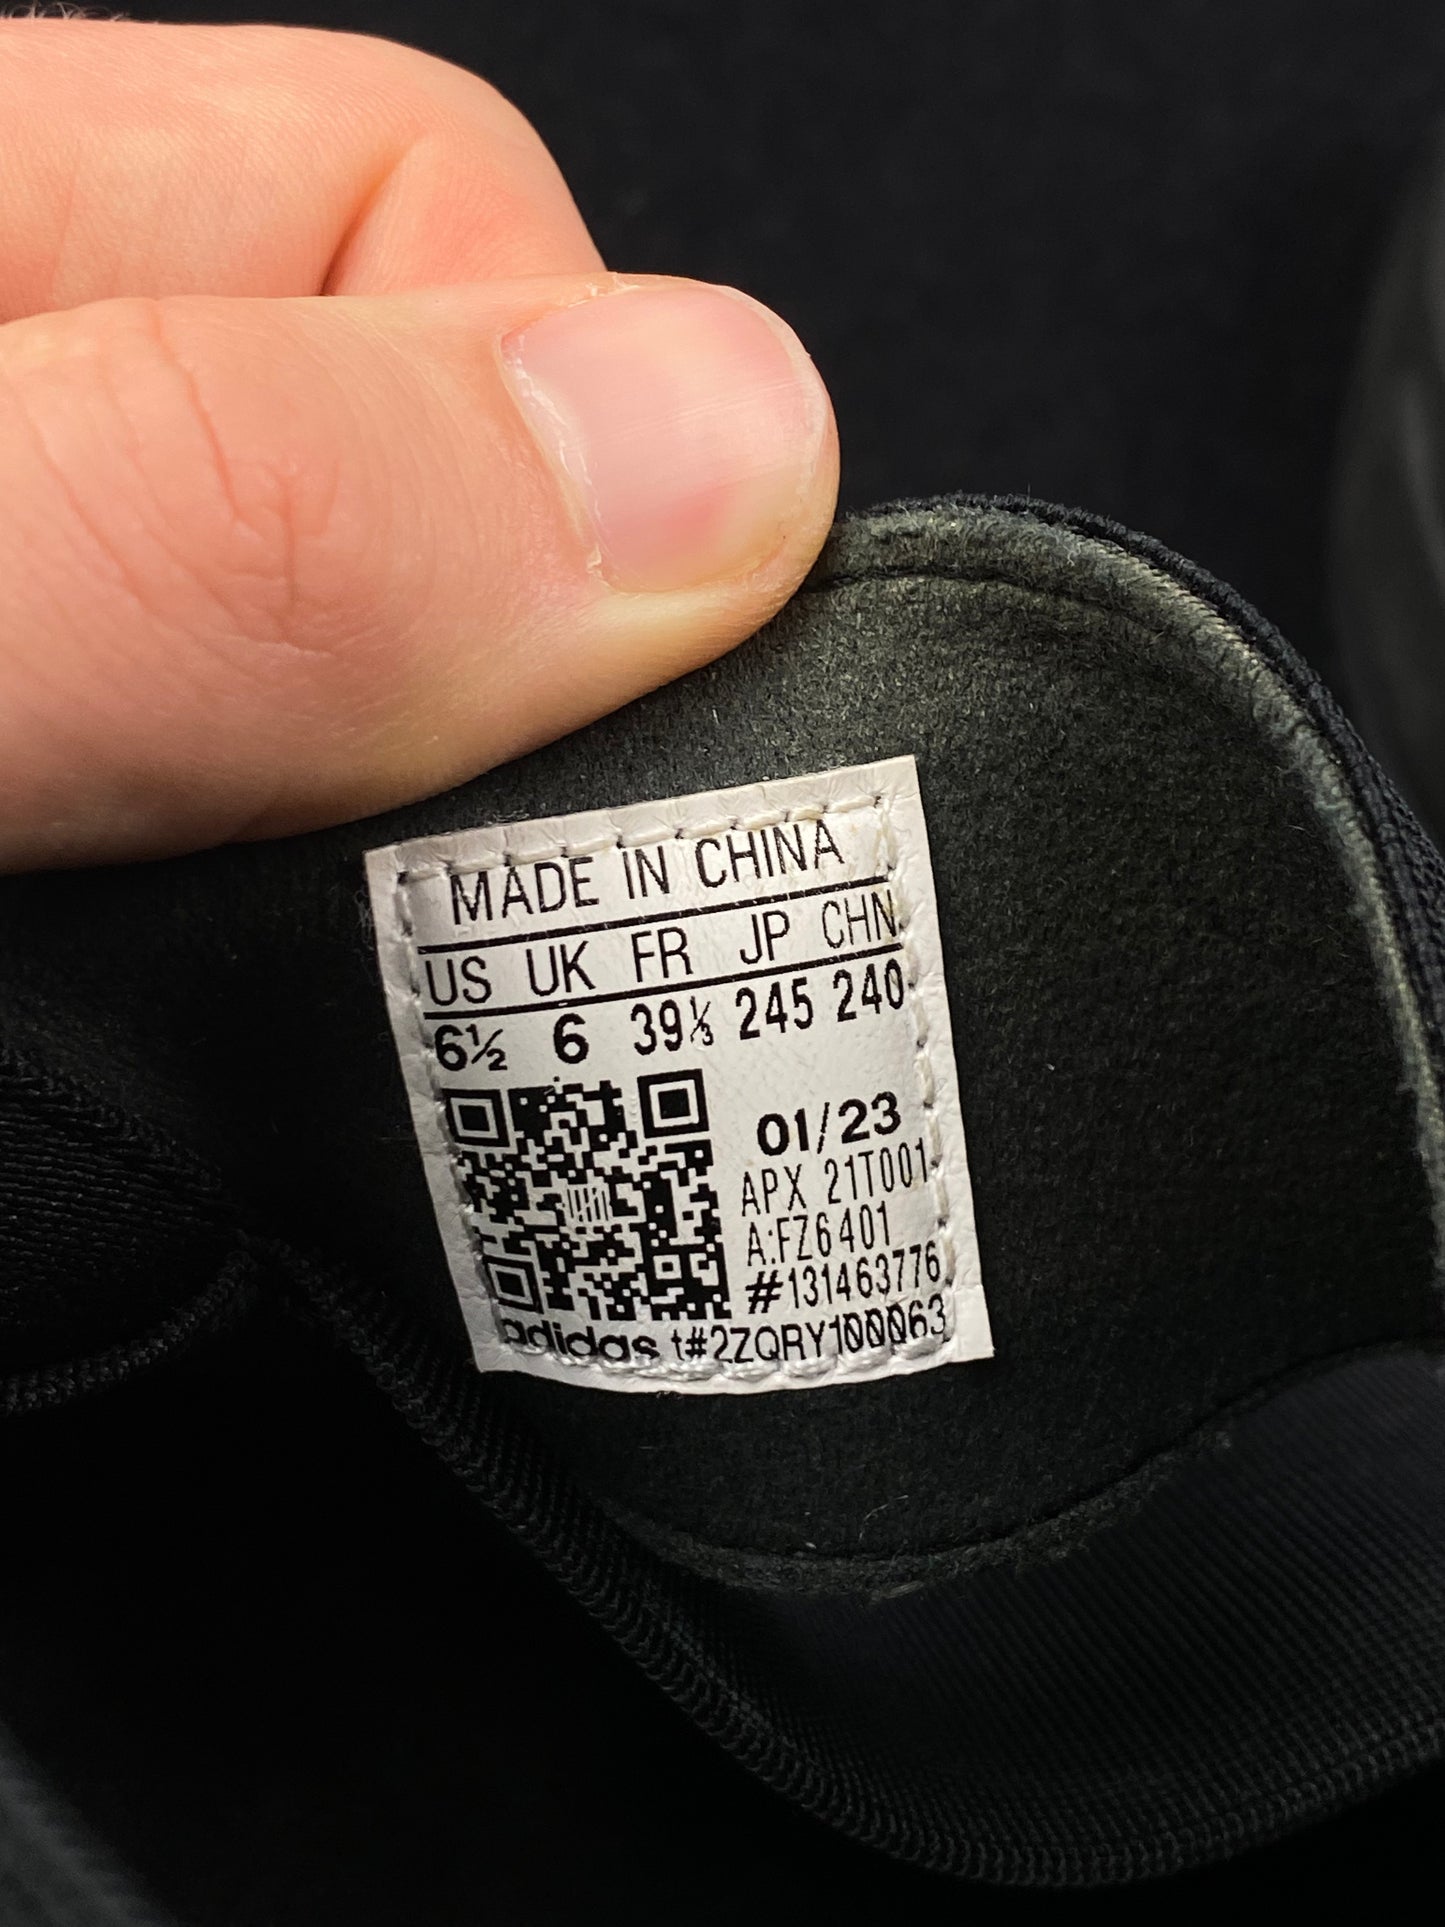 MADE IN CHINA
US UK FR JP CHN
6½ 6 39⅓ 245 240
01/23
APX 21T001
A:FZ6401
#131463776
adidas t#2ZQRY100063